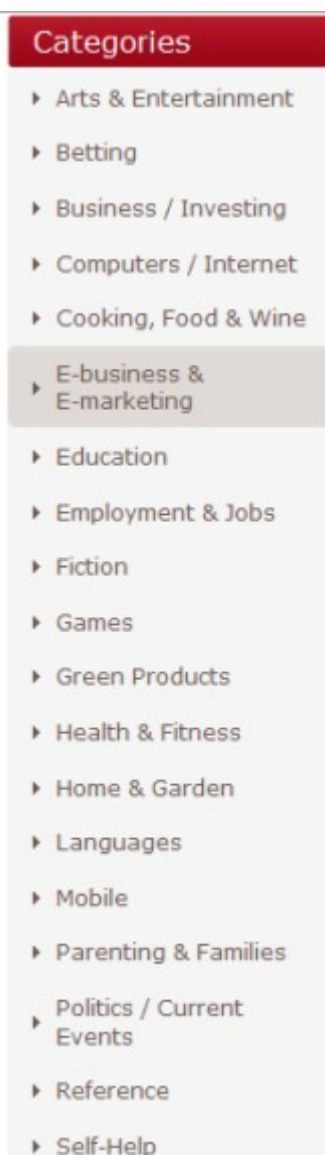 Categories
Arts & Entertainment
Betting
Business / Investing
Computers / Internet
Cooking, Food & Wine
E-business &
E-marketing
Education
Employment & Jobs
Fiction
Games
Green Products
Health & Fitness
Home & Garden
Languages
Mobile
Parenting & Families
Politics / Current
Events
Reference
Self-Help